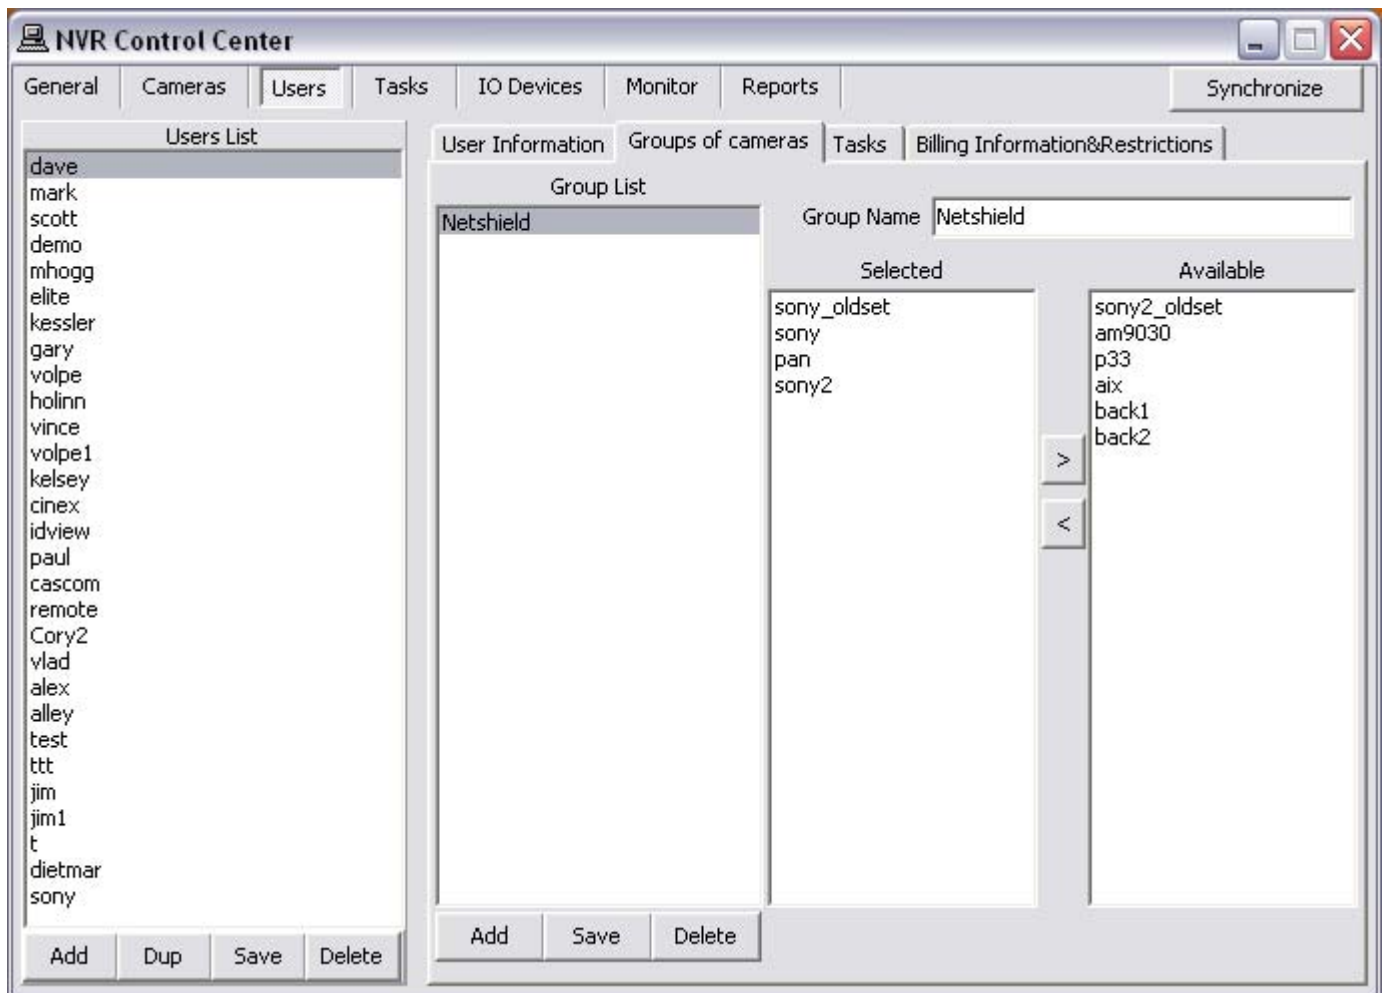 NVR Control Center
General Cameras Users Tasks IO Devices Monitor Reports Synchronize
Users List
dave
mark
scott
demo
mhogg
elite
kessler
gary
volpe
holinn
vince
volpe1
kelsey
cinex
idview
paul
cascom
remote
Cory2
vlad
alex
alley
test
ttt
jim
jim1
t
dietmar
sony
Add Dup Save Delete
User Information Groups of cameras Tasks Billing Information&Restrictions
Group List
Netshield
Add Save Delete
Group Name Netshield
Selected
sony_oldset
sony
pan
sony2
>
<
Available
sony2_oldset
am9030
p33
aix
back1
back2